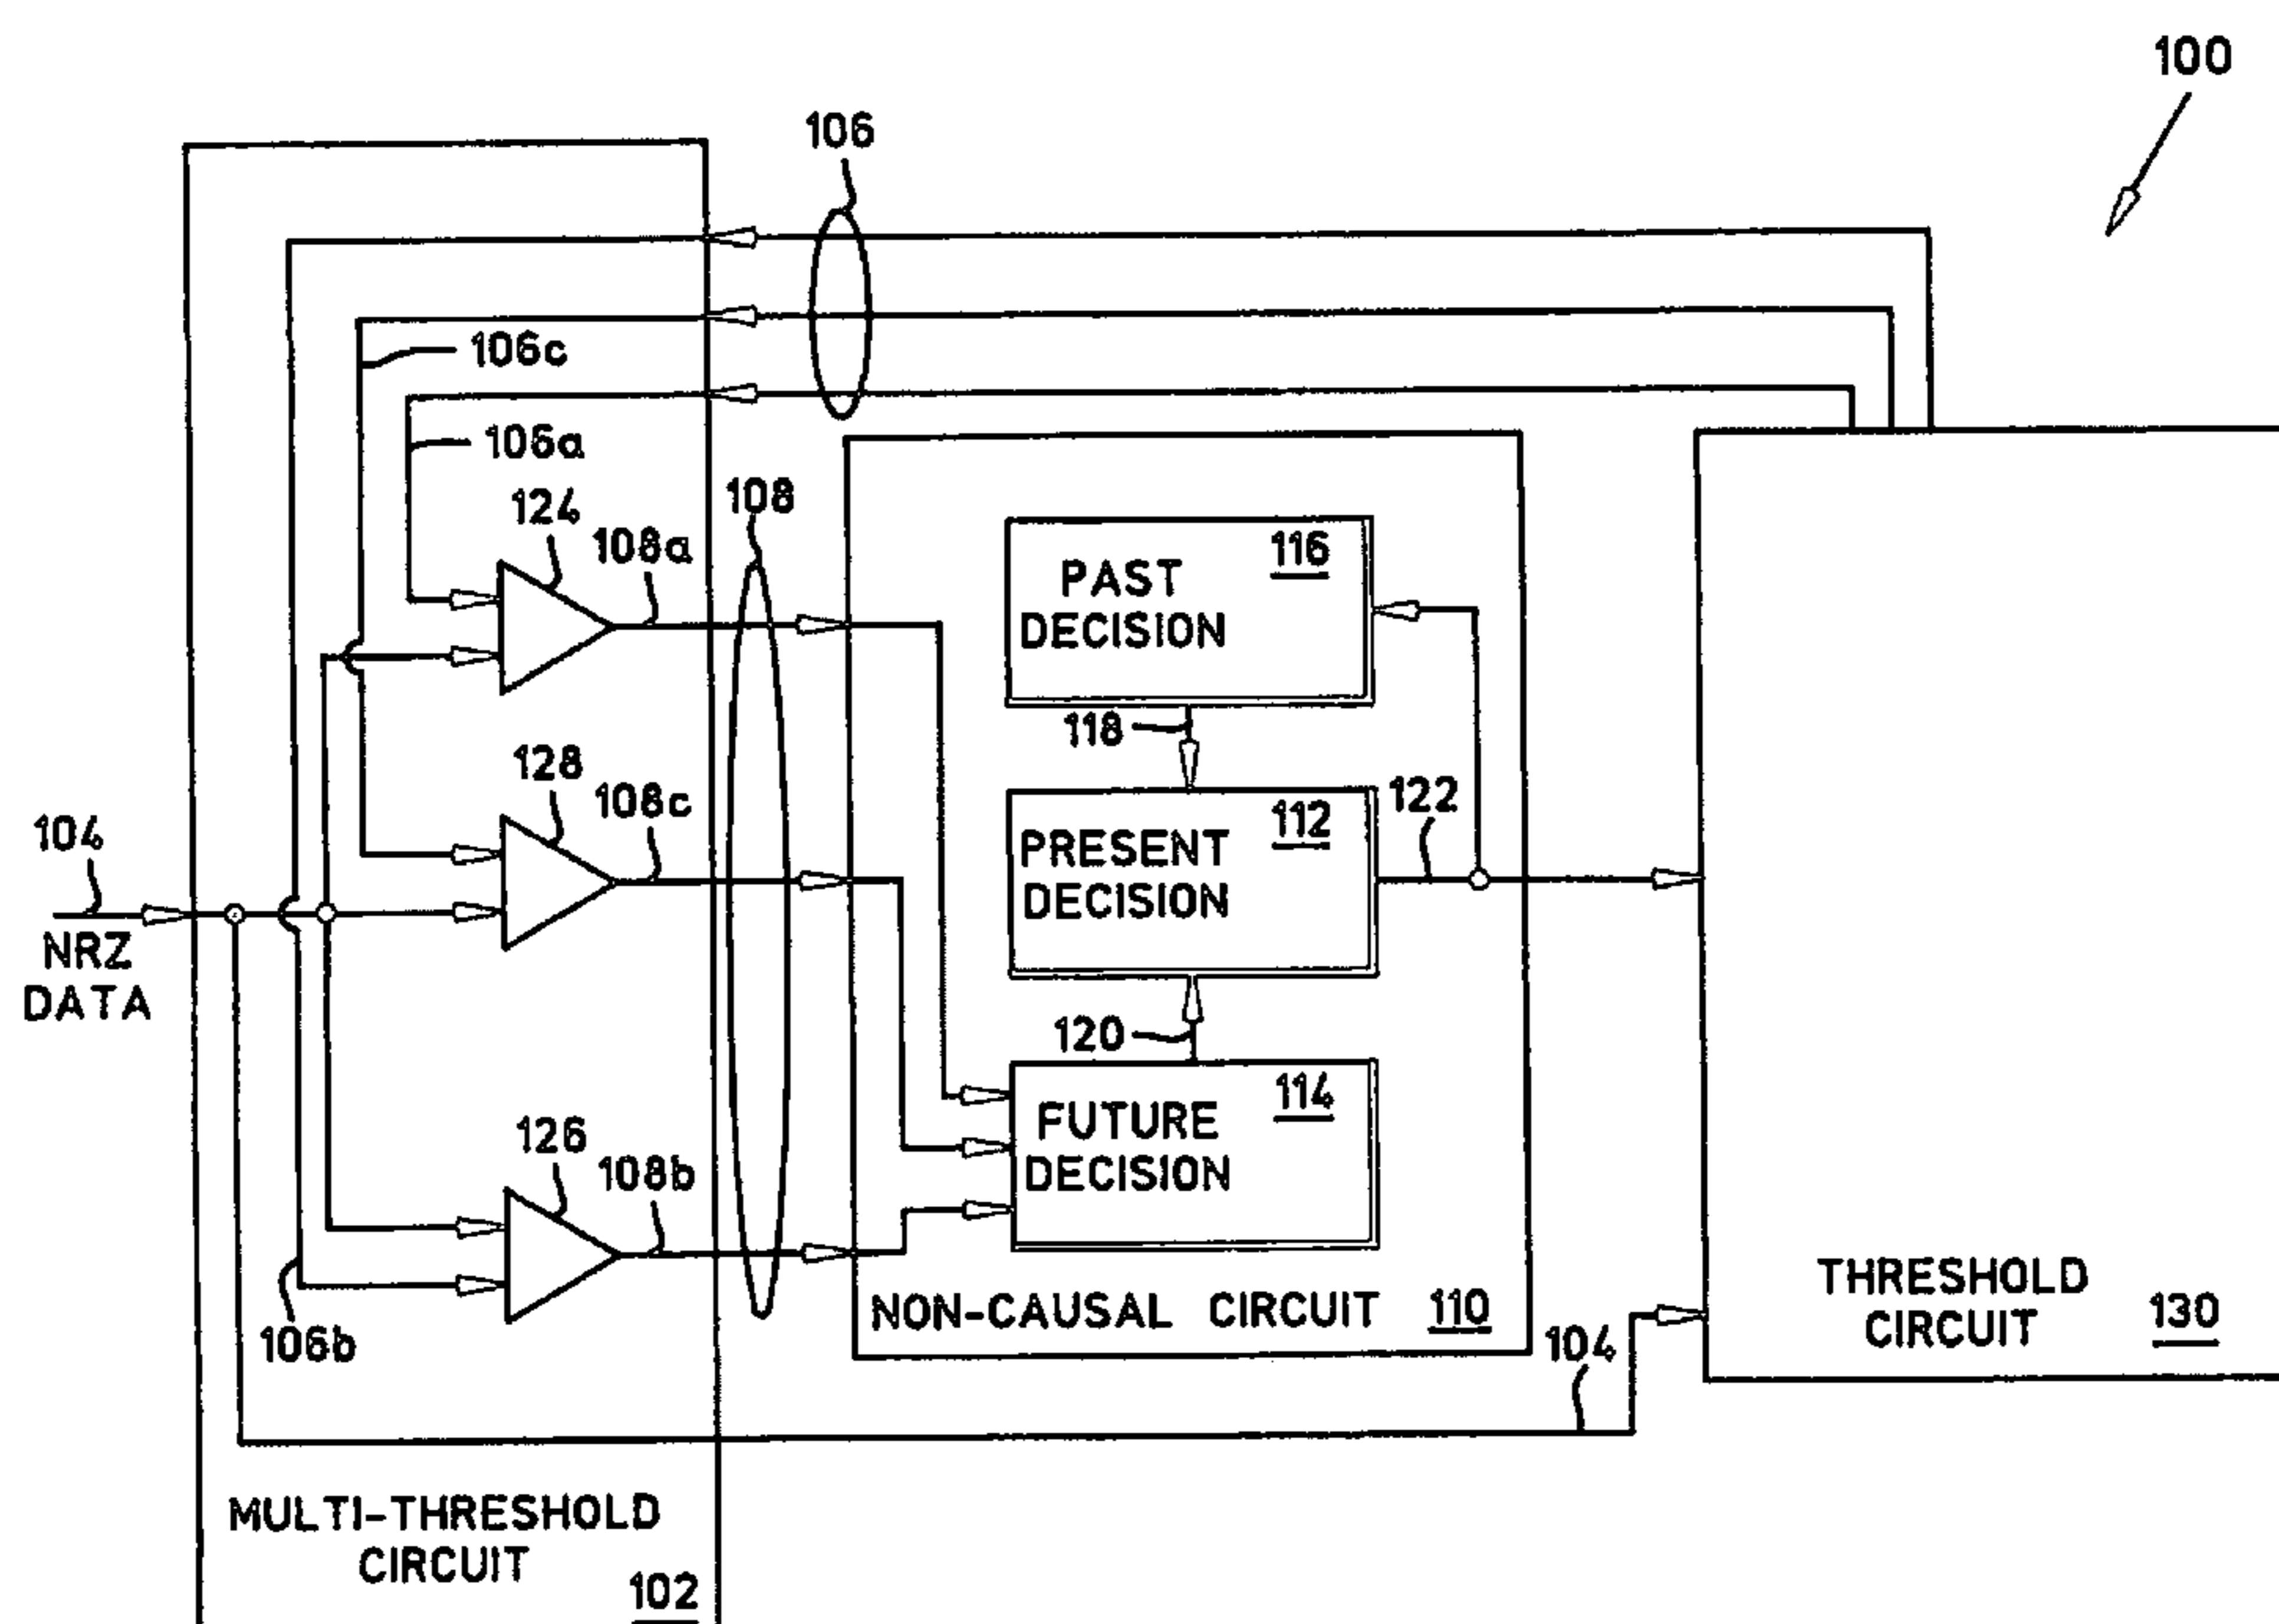 100
106
106c
106a
124
108a
108
116
PAST
DECISION
118
128
108c
112
PRESENT
DECISION
122
104
NRZ
DATA
120
126
108b
114
FUTURE
DECISION
106b
NON-CAUSAL CIRCUIT 110
104
THRESHOLD
CIRCUIT 130
MULTI-THRESHOLD
CIRCUIT
102